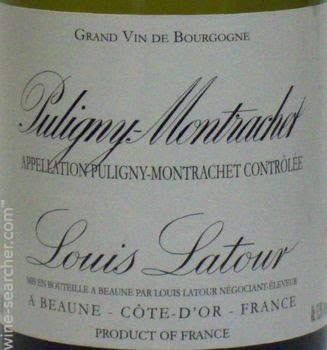 GRAND VIN DE BOURGOGNE
Puligny-Montrachet
APPELLATION PULIGNY-MONTRACHET CONTRÔLÉE
Louis Latour
MIS EN BOUTEILLE A BEAUNE PAR LOUIS LATOUR NÉGOCIANT-ÉLEVEUR
A BEAUNE - CÔTE-D'OR - FRANCE
PRODUCT OF FRANCE
wine-searcher.com™